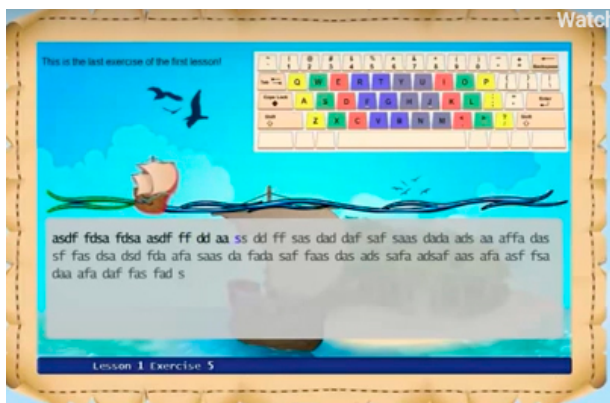 Watch
This is the last exercise of the first lesson!
Q W E R T Y U I O P
A S D F G H J K L
Z X C V B N M
asdf fdsa fdsa asdf ff dd aa ss dd ff sas dad daf saf saas dada ads aa affa das
sf fas dsa dsd fda afa saas da fada saf faas das ads safa adsaf aas afa asf fsa
daa afa daf fas fad s
Lesson 1 Exercise 5